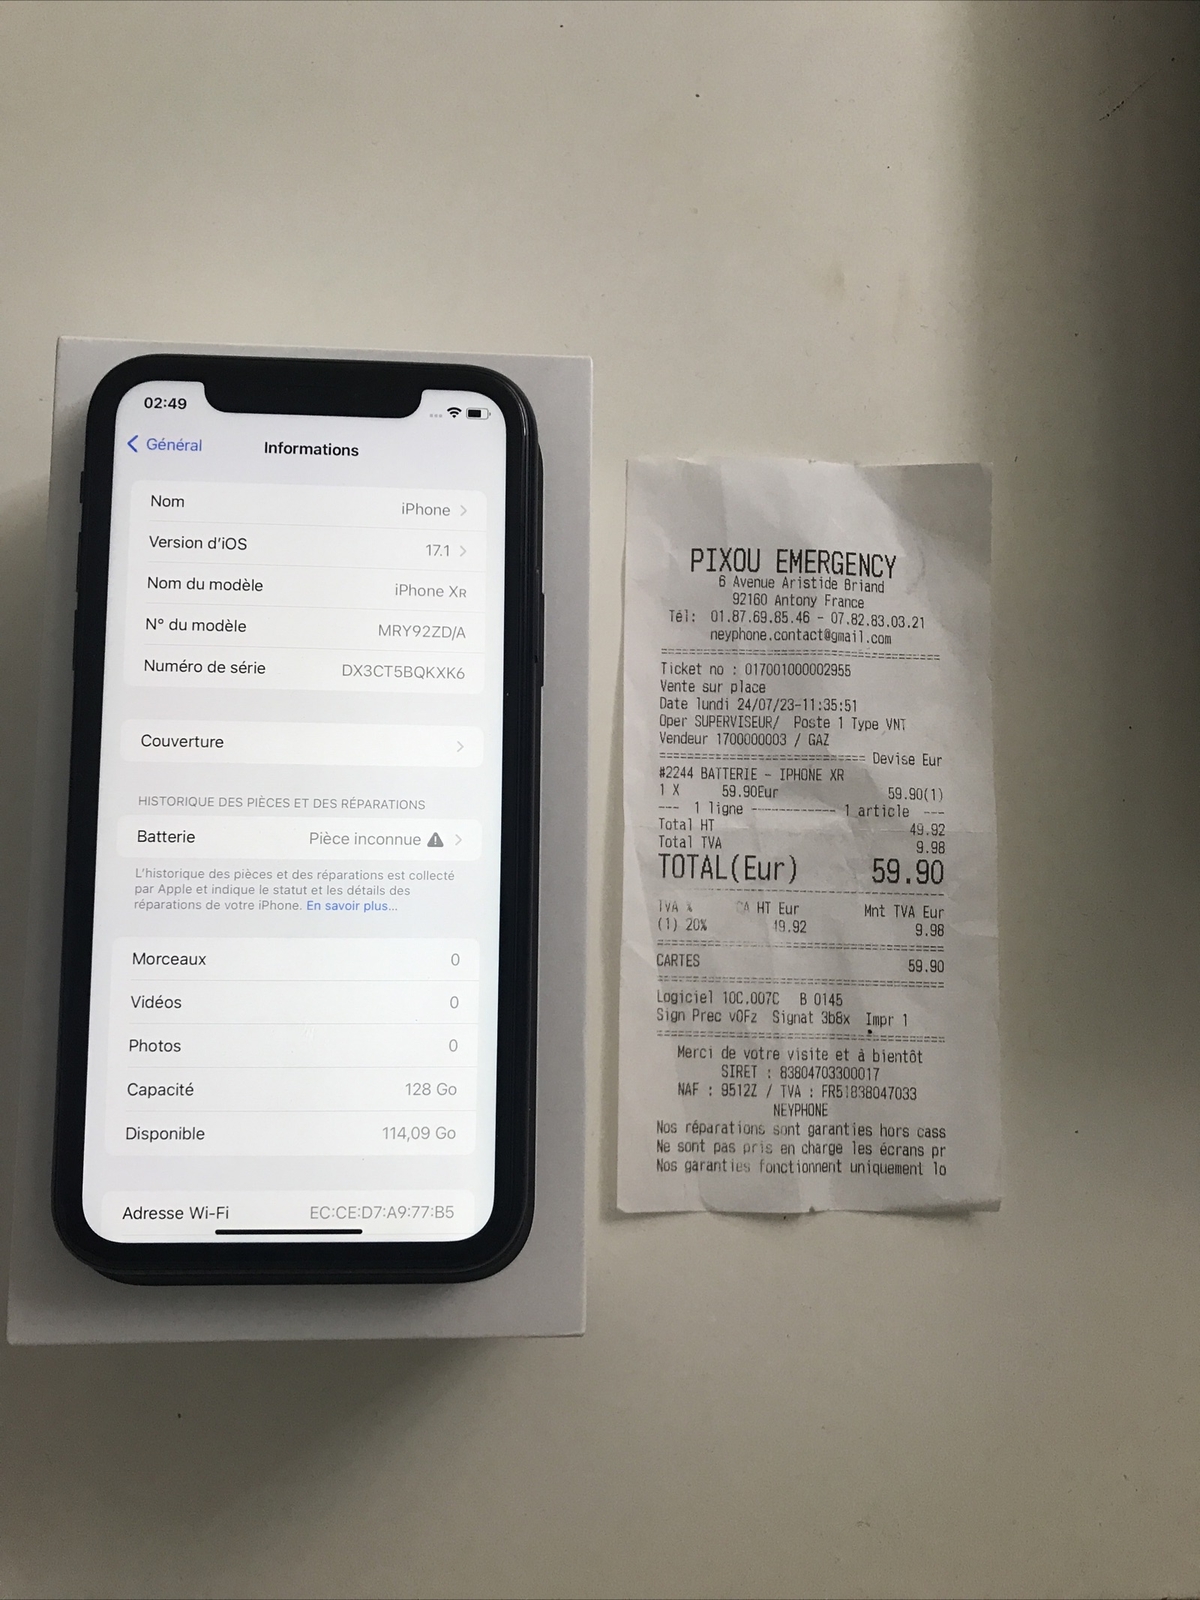 02:49
Général
Informations
Nom iPhone
Version d'iOS 17.1
Nom du modèle iPhone XR
N° du modèle MRY92ZD/A
Numéro de série DX3CT5BQKXK6
Couverture
HISTORIQUE DES PIÈCES ET DES RÉPARATIONS
Batterie Pièce inconnue
L'historique des pièces et des réparations est collecté
par Apple et indique le statut et les détails des
réparations de votre iPhone. En savoir plus...
Morceaux 0
Vidéos 0
Photos 0
Capacité 128 Go
Disponible 114,09 Go
Adresse Wi-Fi EC:CE:D7:A9:77:B5
PIXOU EMERGENCY
6 Avenue Aristide Briand
92160 Antony France
Tél: 01.87.69.85.46 - 07.82.83.03.21
neyphone.contact@gmail.com
Ticket no : 017001000002955
Vente sur place
Date lundi 24/07/23-11:35:51
Oper SUPERVISEUR/ Poste 1 Type VNT
Vendeur 1700000003 / GAZ
========================== Devise Eur
#2244 BATTERIE - IPHONE XR
1 X 59.90Eur 59.90(1)
--- 1 ligne ------------ 1 article ---
Total HT 49.92
Total TVA 9.98
TOTAL(Eur) 59.90
TVA % CA HT Eur Mnt TVA Eur
(1) 20% 49.92 9.98
CARTES 59.90
Logiciel 10C.007C B 0145
Sign Prec vOFz Signat 3b8x Impr 1
Merci de votre visite et à bientôt
SIRET : 83804703300017
NAF : 9512Z / TVA : FR51838047033
NEYPHONE
Nos réparations sont garanties hors cass
Ne sont pas pris en charge les écrans pr
Nos garanties fonctionnent uniquement lo